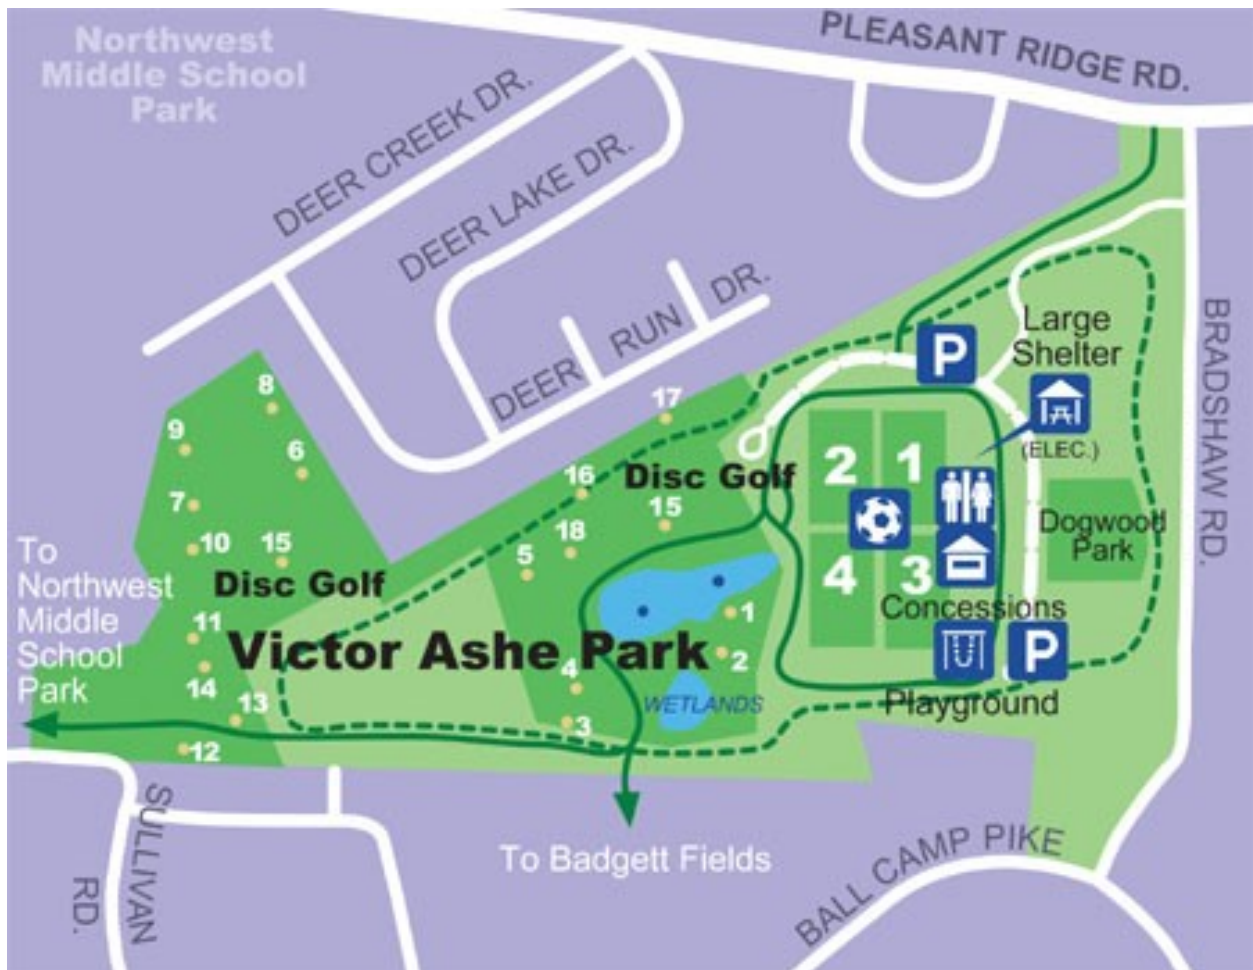 Northwest
Middle School
Park
PLEASANT RIDGE RD.
DEER CREEK DR.
DEER LAKE DR.
DEER RUN DR.
BRADSHAW RD.
Large
Shelter
(ELEC.)
P
8
9
6
7
10
15
Disc Golf
11
14
13
12
17
16
Disc Golf
15
18
5
2
1
4
3
Dogwood
Park
Concessions
P
Playground
To
Northwest
Middle
School
Park
Victor Ashe Park
1
2
4
3
WETLANDS
SULLIVAN
RD.
To Badgett Fields
BALL CAMP PIKE